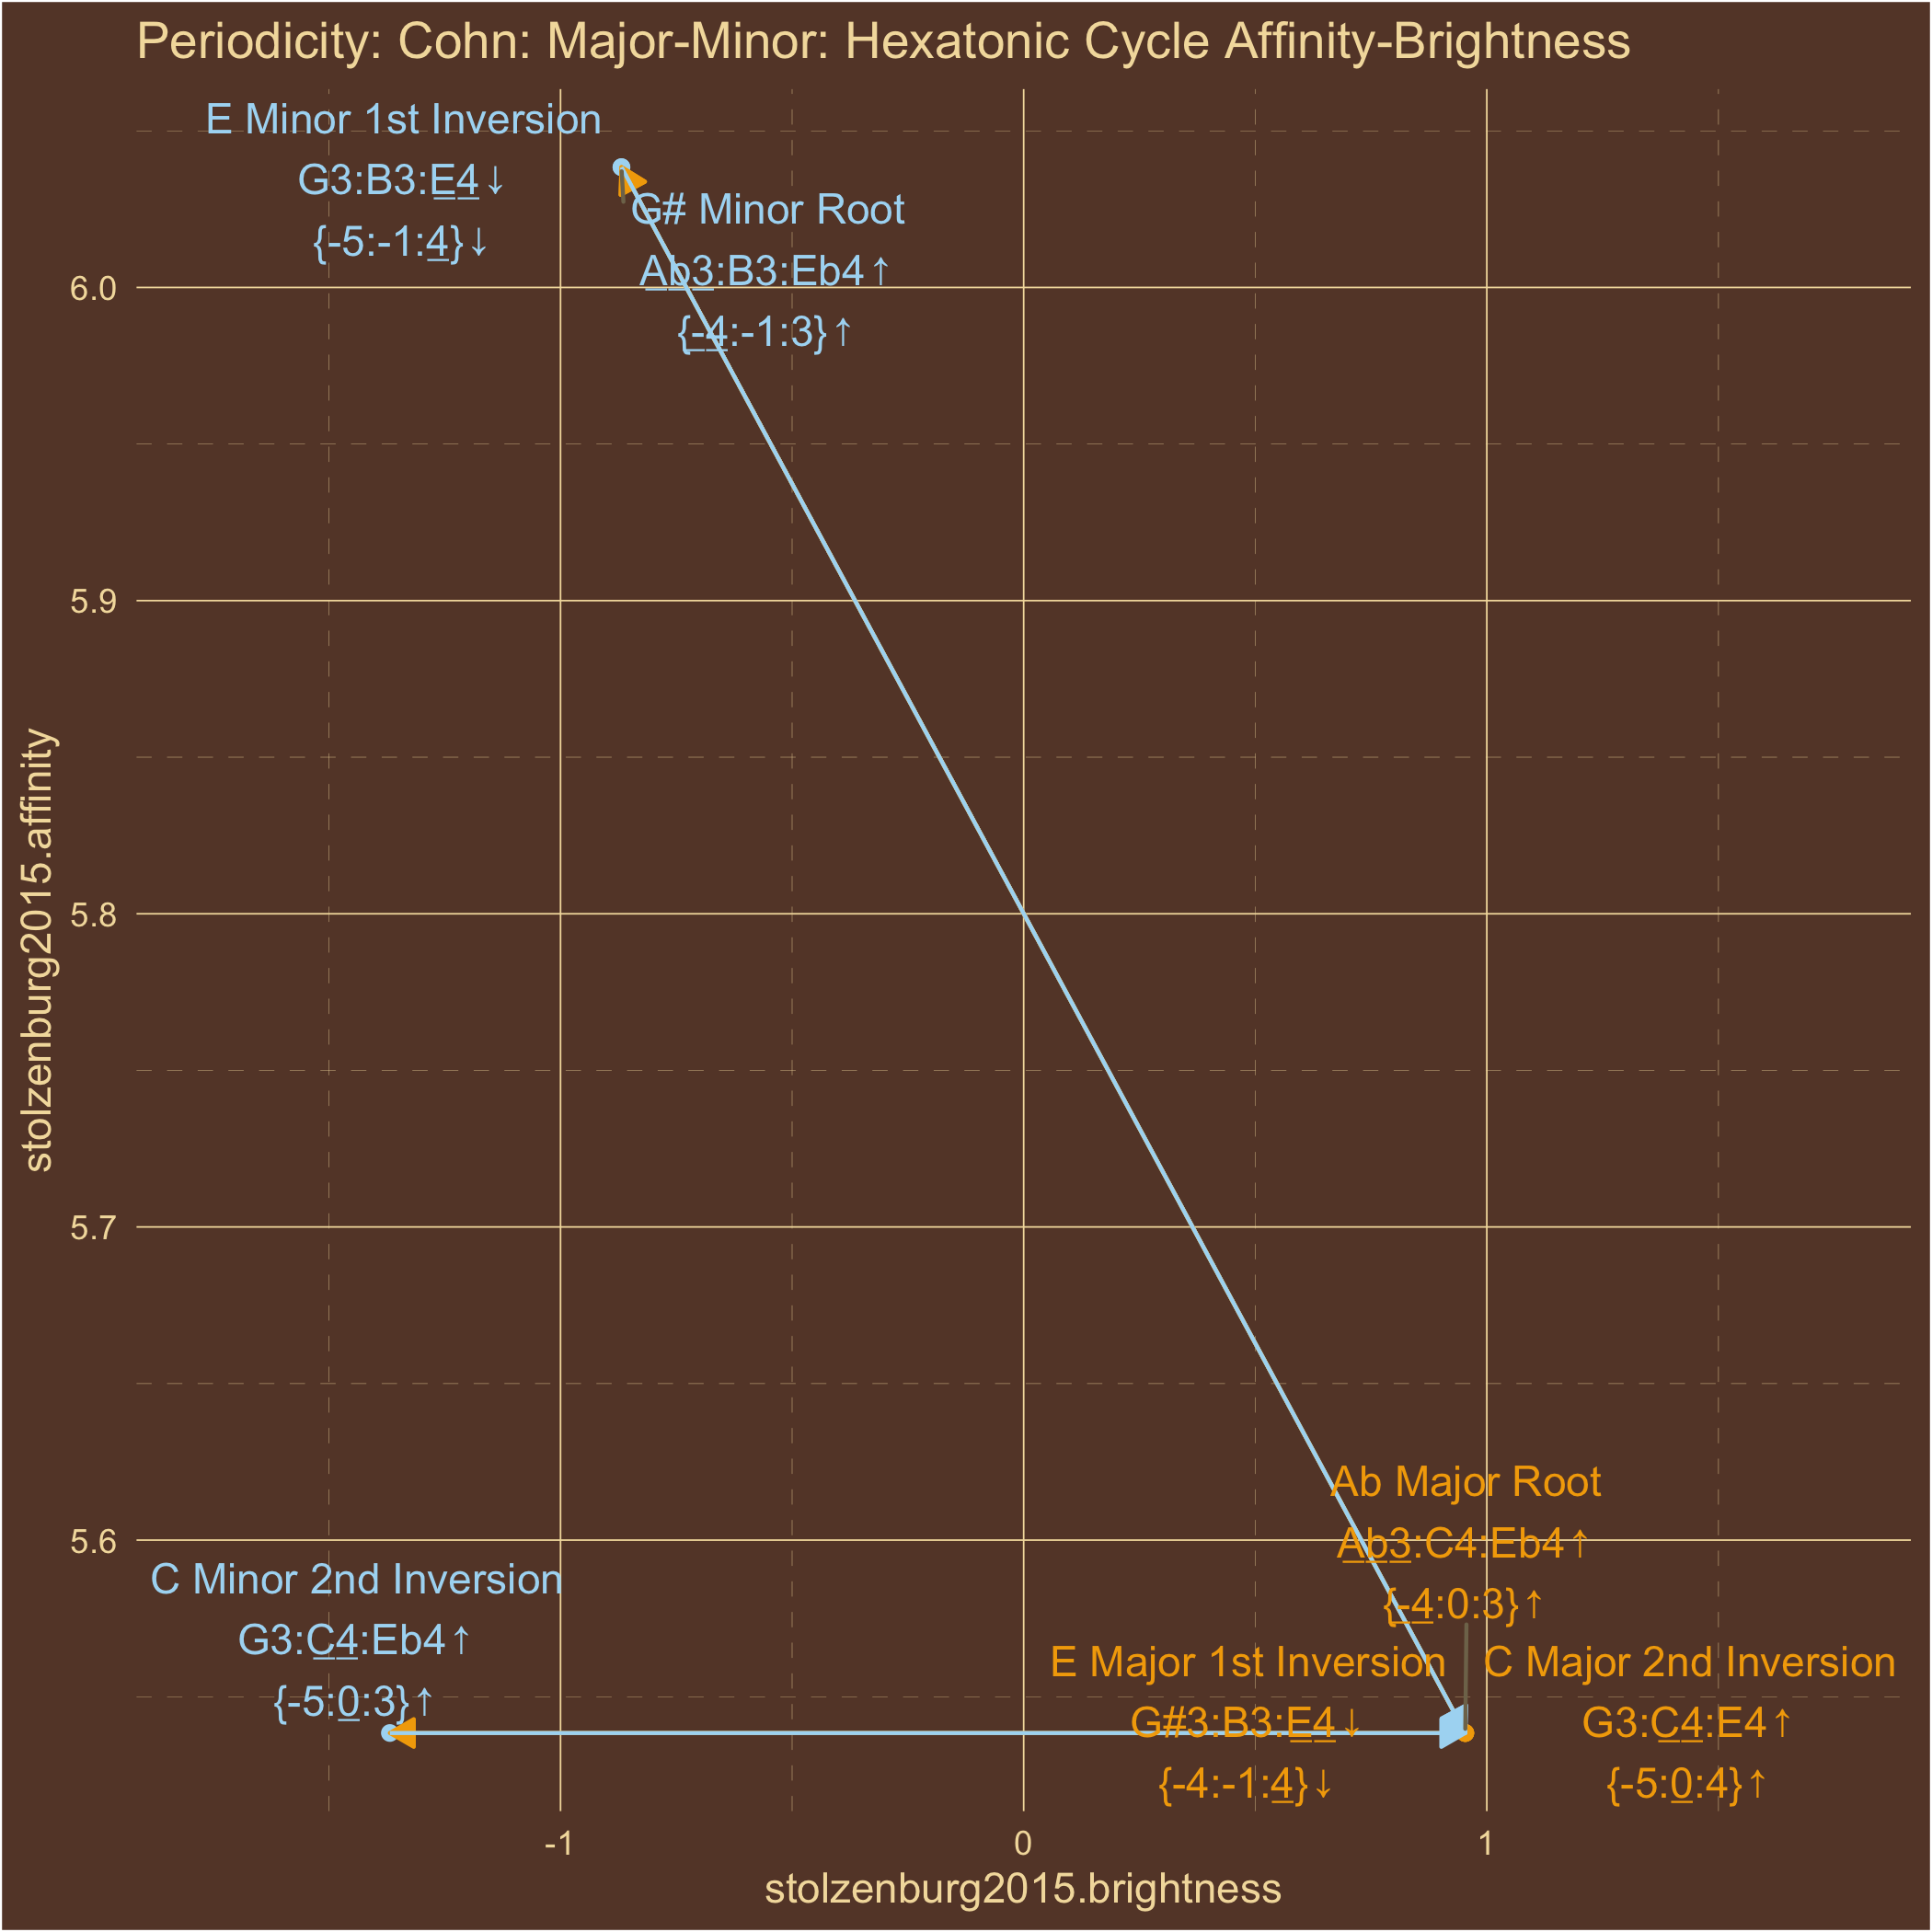 Periodicity: Cohn: Major-Minor: Hexatonic Cycle Affinity-Brightness
E Minor 1st Inversion
G3:B3:E4↓
{-5:-1:4}↓
G# Minor Root
Ab3:B3:Eb4↑
{-4:-1:3}↑
6.0
5.9
5.8
5.7
5.6
stolzenburg2015.affinity
Ab Major Root
Ab3:C4:Eb4↑
{-4:0:3}↑
C Minor 2nd Inversion
G3:C4:Eb4↑
{-5:0:3}↑
E Major 1st Inversion
G#3:B3:E4↓
{-4:-1:4}↓
C Major 2nd Inversion
G3:C4:E4↑
{-5:0:4}↑
-1
0
1
stolzenburg2015.brightness